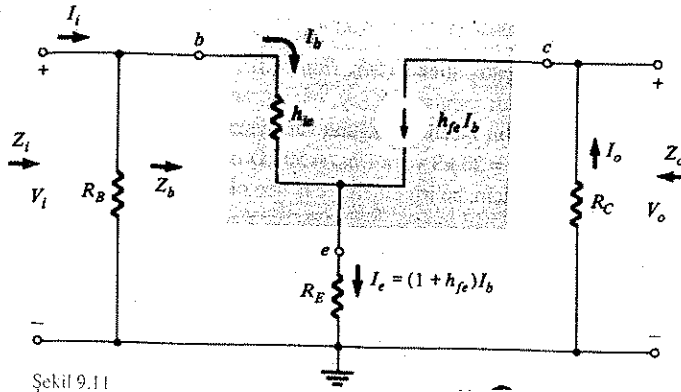 I_i
b
I_b
c
+
+
h_ie
h_fe I_b
Z_i
V_i
R_B
Z_b
I_o
R_C
Z_o
V_o
e
R_E
I_e = (1 + h_fe)I_b
−
−
Şekil 9.11